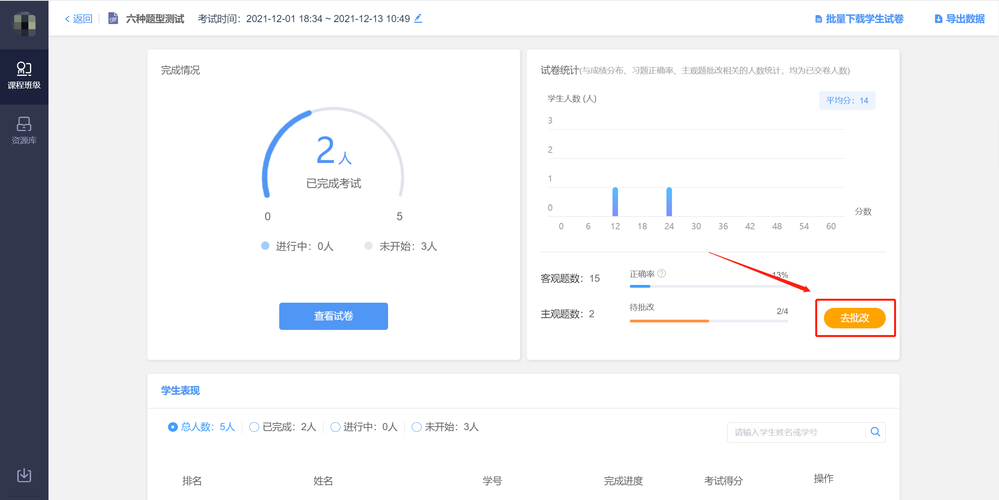 返回
六种题型测试
考试时间：2021-12-01 18:34 ~ 2021-12-13 10:49
批量下载学生试卷
导出数据
课程班级
资源库
完成情况
2人
已完成考试
0
5
进行中：0人
未开始：3人
查看试卷
试卷统计(与成绩分布、习题正确率、主观题批改相关的人数统计，均为已交卷人数)
学生人数 (人)
平均分：14
3
2
1
0
分数
0 6 12 18 24 30 36 42 48 54 60
客观题数：15
正确率
13%
主观题数：2
待批改
2/4
去批改
学生表现
总人数：5人
已完成：2人
进行中：0人
未开始：3人
请输入学生姓名或学号
排名 姓名 学号 完成进度 考试得分 操作